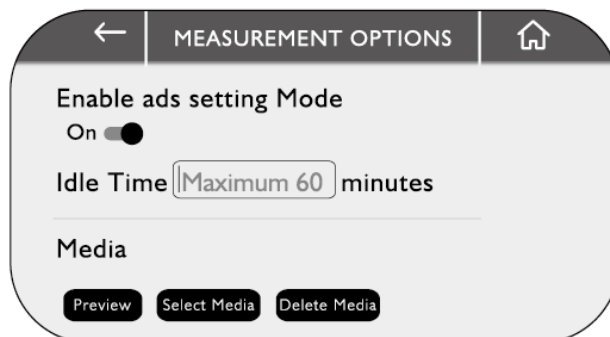 MEASUREMENT OPTIONS
Enable ads setting Mode
On
Idle Time Maximum 60 minutes
Media
Preview Select Media Delete Media